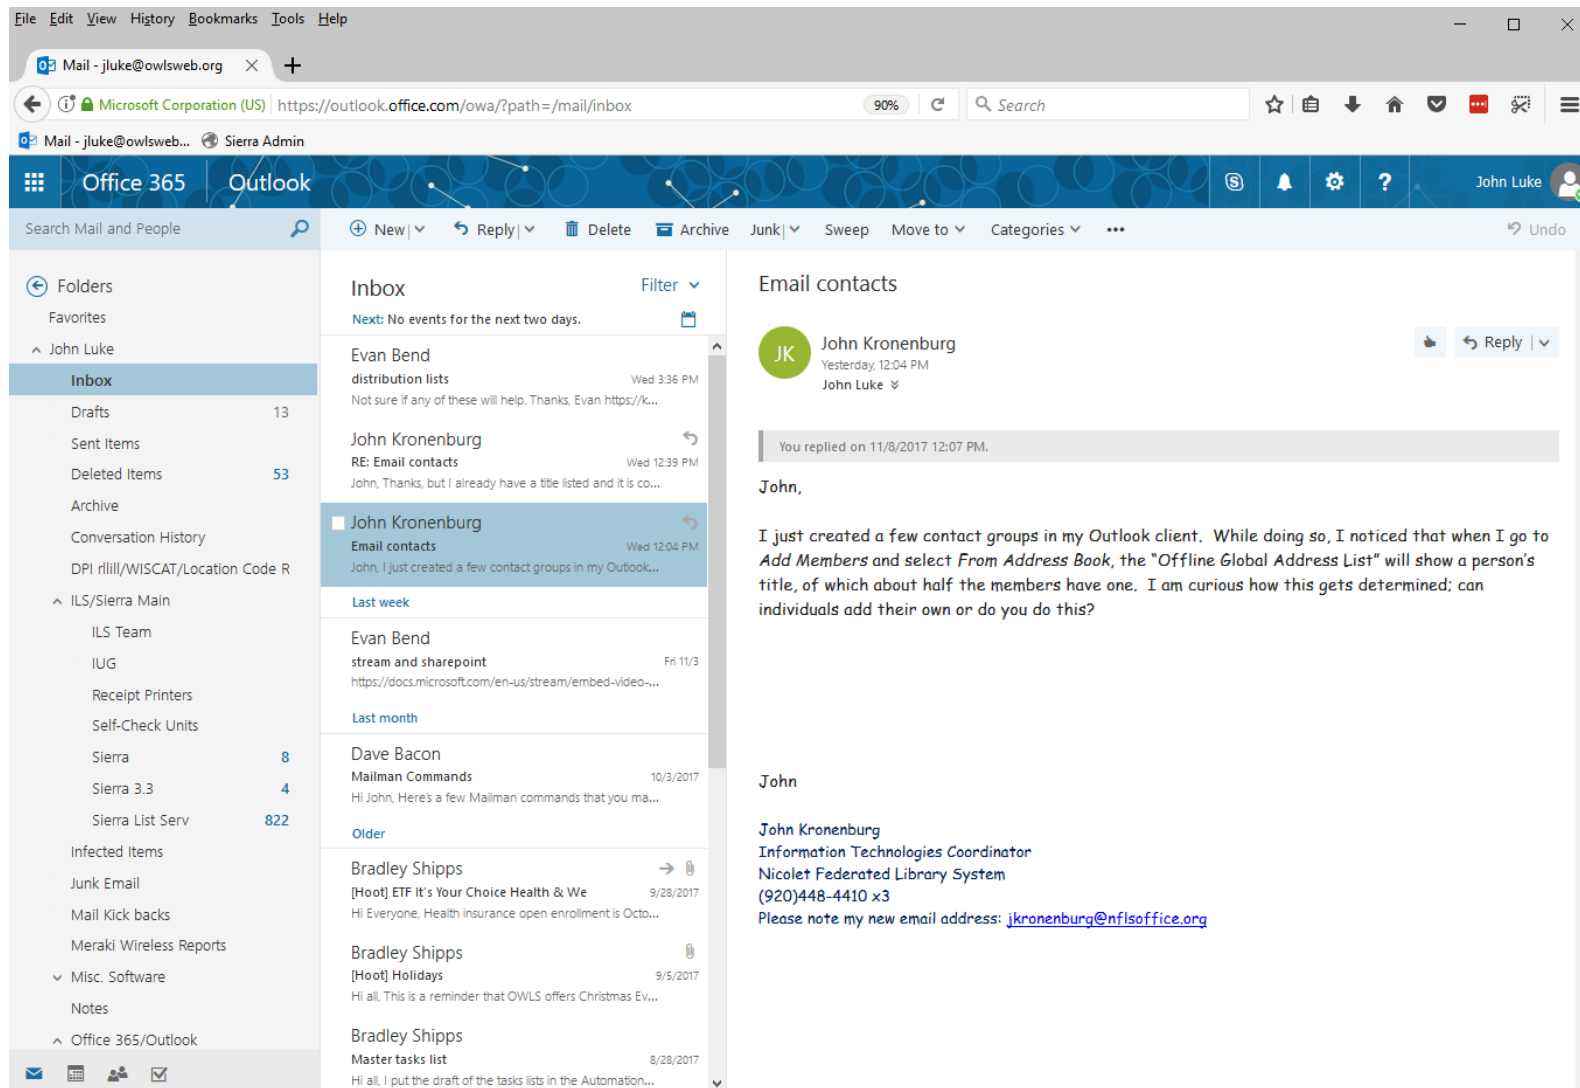 File Edit View History Bookmarks Tools Help
Mail - jluke@owlsweb.org
Microsoft Corporation (US) https://outlook.office.com/owa/?path=/mail/inbox 90% Search
Mail - jluke@owlsweb... Sierra Admin
Office 365 Outlook John Luke
Search Mail and People
New Reply Delete Archive Junk Sweep Move to Categories ... Undo
Folders
Favorites
John Luke
Inbox
Drafts 13
Sent Items
Deleted Items 53
Archive
Conversation History
DPI rlill/WISCAT/Location Code R
ILS/Sierra Main
ILS Team
IUG
Receipt Printers
Self-Check Units
Sierra 8
Sierra 3.3 4
Sierra List Serv 822
Infected Items
Junk Email
Mail Kick backs
Meraki Wireless Reports
Misc. Software
Notes
Office 365/Outlook
Inbox Filter
Next: No events for the next two days.
Evan Bend
distribution lists Wed 3:36 PM
Not sure if any of these will help. Thanks, Evan https://k...
John Kronenburg
RE: Email contacts Wed 12:39 PM
John, Thanks, but I already have a title listed and it is co...
John Kronenburg
Email contacts Wed 12:04 PM
John, I just created a few contact groups in my Outlook...
Last week
Evan Bend
stream and sharepoint Fri 11/3
https://docs.microsoft.com/en-us/stream/embed-video-...
Last month
Dave Bacon
Mailman Commands 10/3/2017
Hi John, Here's a few Mailman commands that you ma...
Older
Bradley Shipps
[Hoot] ETF It's Your Choice Health & We 9/28/2017
Hi Everyone, Health insurance open enrollment is Octo...
Bradley Shipps
[Hoot] Holidays 9/5/2017
Hi all, This is a reminder that OWLS offers Christmas Ev...
Bradley Shipps
Master tasks list 8/28/2017
Hi all, I put the draft of the tasks lists in the Automation...
Email contacts
JK
John Kronenburg
Yesterday, 12:04 PM
John Luke
Reply
You replied on 11/8/2017 12:07 PM.
John,
I just created a few contact groups in my Outlook client. While doing so, I noticed that when I go to
Add Members and select From Address Book, the “Offline Global Address List” will show a person’s
title, of which about half the members have one. I am curious how this gets determined; can
individuals add their own or do you do this?
John
John Kronenburg
Information Technologies Coordinator
Nicolet Federated Library System
(920)448-4410 x3
Please note my new email address: jkronenburg@nflsoffice.org